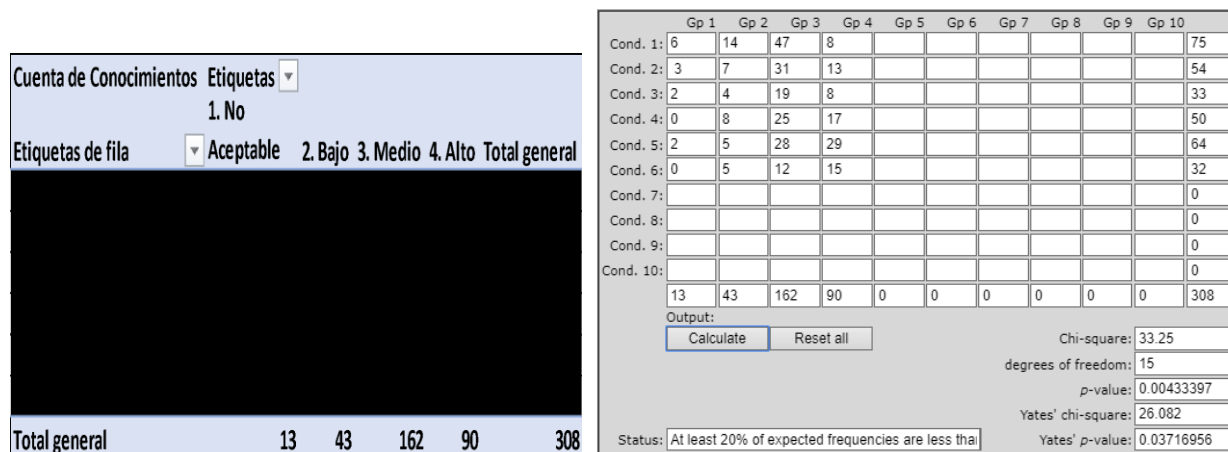 Cuenta de Conocimientos Etiquetas
1. No
Etiquetas de fila Aceptable 2. Bajo 3. Medio 4. Alto Total general
Total general 13 43 162 90 308
Gp 1 Gp 2 Gp 3 Gp 4 Gp 5 Gp 6 Gp 7 Gp 8 Gp 9 Gp 10
Cond. 1: 6 14 47 8 75
Cond. 2: 3 7 31 13 54
Cond. 3: 2 4 19 8 33
Cond. 4: 0 8 25 17 50
Cond. 5: 2 5 28 29 64
Cond. 6: 0 5 12 15 32
Cond. 7: 0
Cond. 8: 0
Cond. 9: 0
Cond. 10: 0
13 43 162 90 0 0 0 0 0 0 308
Output:
Calculate Reset all Chi-square: 33.25
degrees of freedom: 15
p-value: 0.00433397
Yates' chi-square: 26.082
Status: At least 20% of expected frequencies are less Yates' p-value: 0.03716956